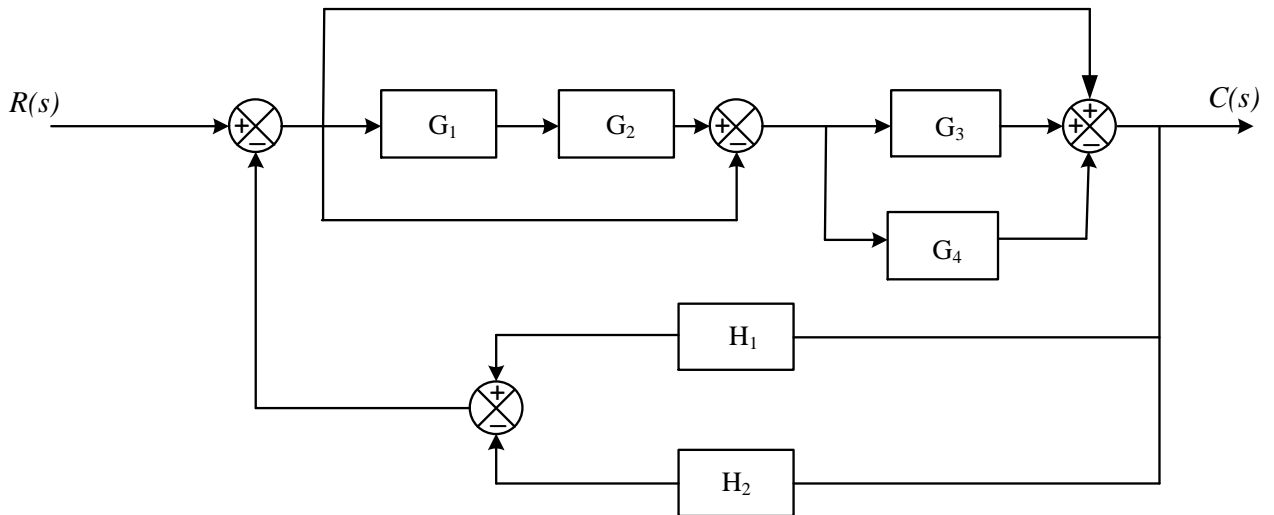 R(s)
C(s)
+
−
G₁
G₂
+
−
G₃
+
+
−
G₄
H₁
+
−
H₂